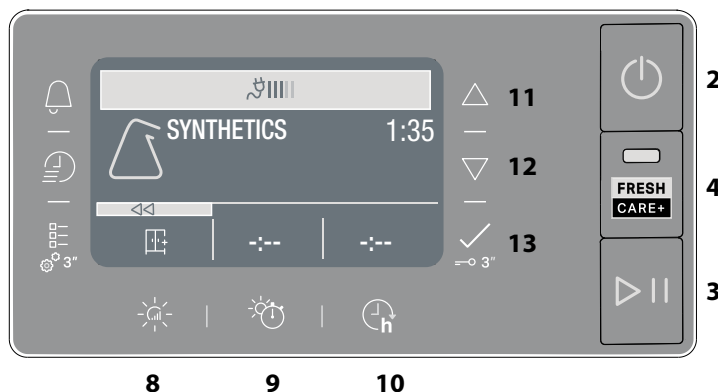 2
11
SYNTHETICS 1:35
12
FRESH
CARE+
4
-:-- -:--
3"
13
3"
3
h
8 9 10